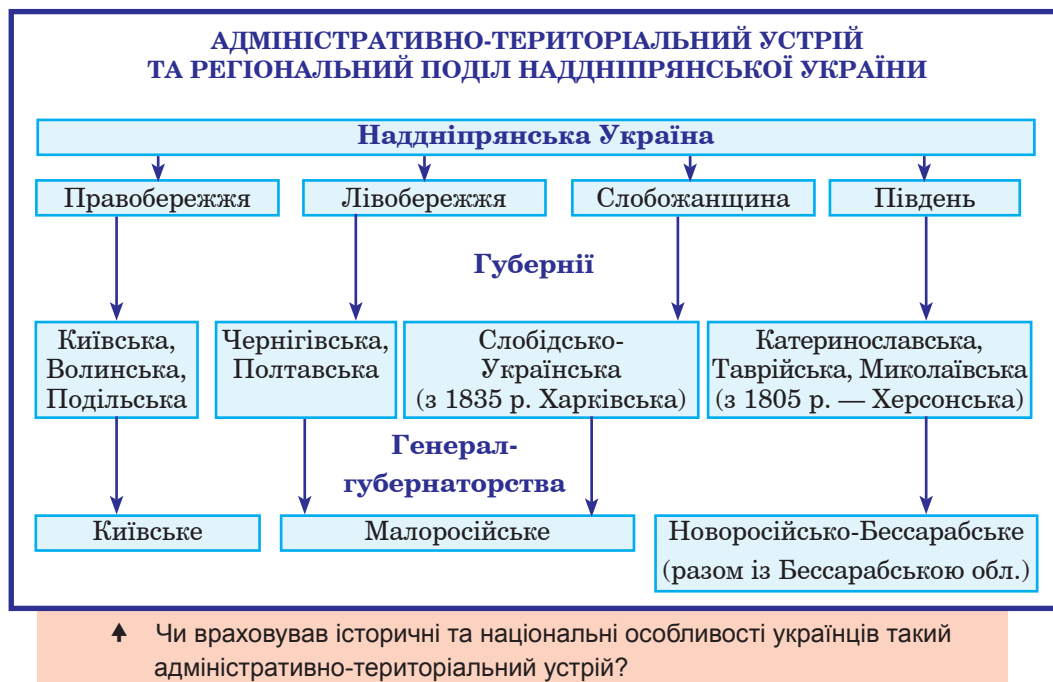 АДМІНІСТРАТИВНО-ТЕРИТОРІАЛЬНИЙ УСТРІЙ
ТА РЕГІОНАЛЬНИЙ ПОДІЛ НАДДНІПРЯНСЬКОЇ УКРАЇНИ
Наддніпрянська Україна
Правобережжя
Лівобережжя
Слобожанщина
Південь
Губернії
Київська,
Волинська,
Подільська
Чернігівська,
Полтавська
Слобідсько-
Українська
(з 1835 р. Харківська)
Катеринославська,
Таврійська, Миколаївська
(з 1805 р. — Херсонська)
Генерал-
губернаторства
Київське
Малоросійське
Новоросійсько-Бессарабське
(разом із Бессарабською обл.)
Чи враховував історичні та національні особливості українців такий
адміністративно-територіальний устрій?